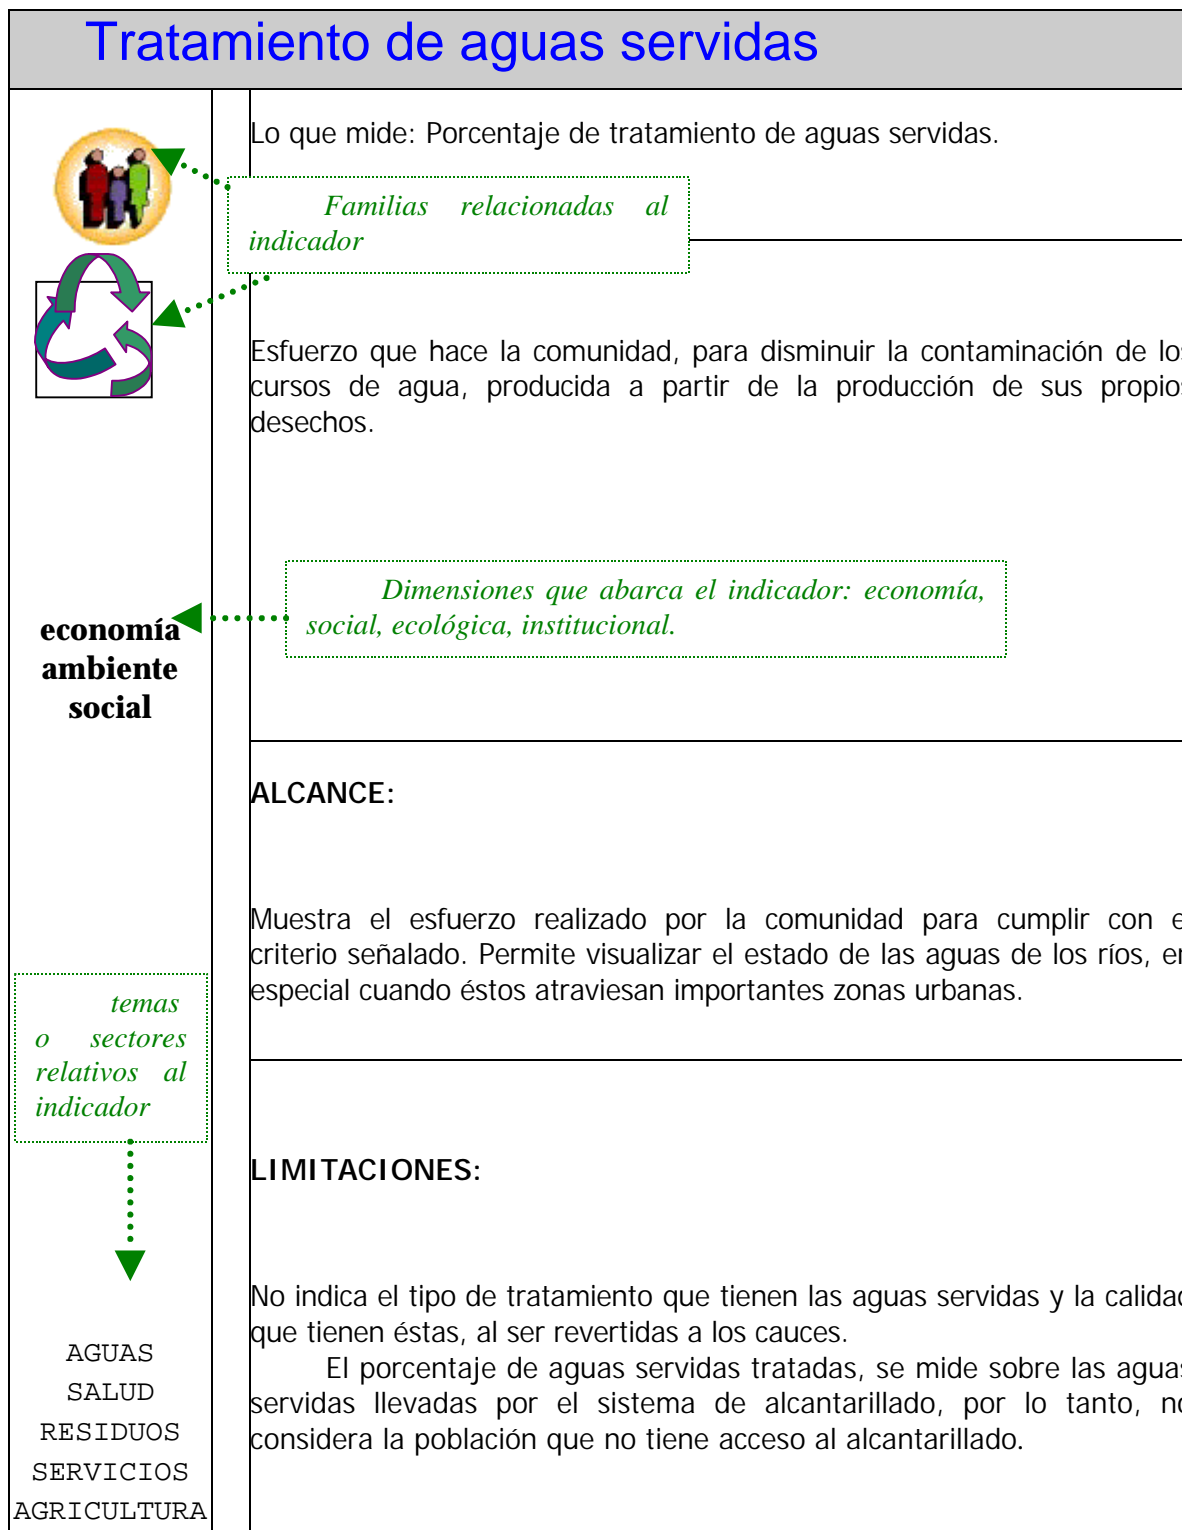 Tratamiento de aguas servidas
Lo que mide: Porcentaje de tratamiento de aguas servidas.
Familias relacionadas al
indicador
Esfuerzo que hace la comunidad, para disminuir la contaminación de los
cursos de agua, producida a partir de la producción de sus propios
desechos.
Dimensiones que abarca el indicador: economía,
social, ecológica, institucional.
economía
ambiente
social
ALCANCE:
Muestra el esfuerzo realizado por la comunidad para cumplir con el
criterio señalado. Permite visualizar el estado de las aguas de los ríos, en
especial cuando éstos atraviesan importantes zonas urbanas.
temas
o sectores
relativos al
indicador
LIMITACIONES:
No indica el tipo de tratamiento que tienen las aguas servidas y la calidad
que tienen éstas, al ser revertidas a los cauces.
El porcentaje de aguas servidas tratadas, se mide sobre las aguas
servidas llevadas por el sistema de alcantarillado, por lo tanto, no
considera la población que no tiene acceso al alcantarillado.
AGUAS
SALUD
RESIDUOS
SERVICIOS
AGRICULTURA